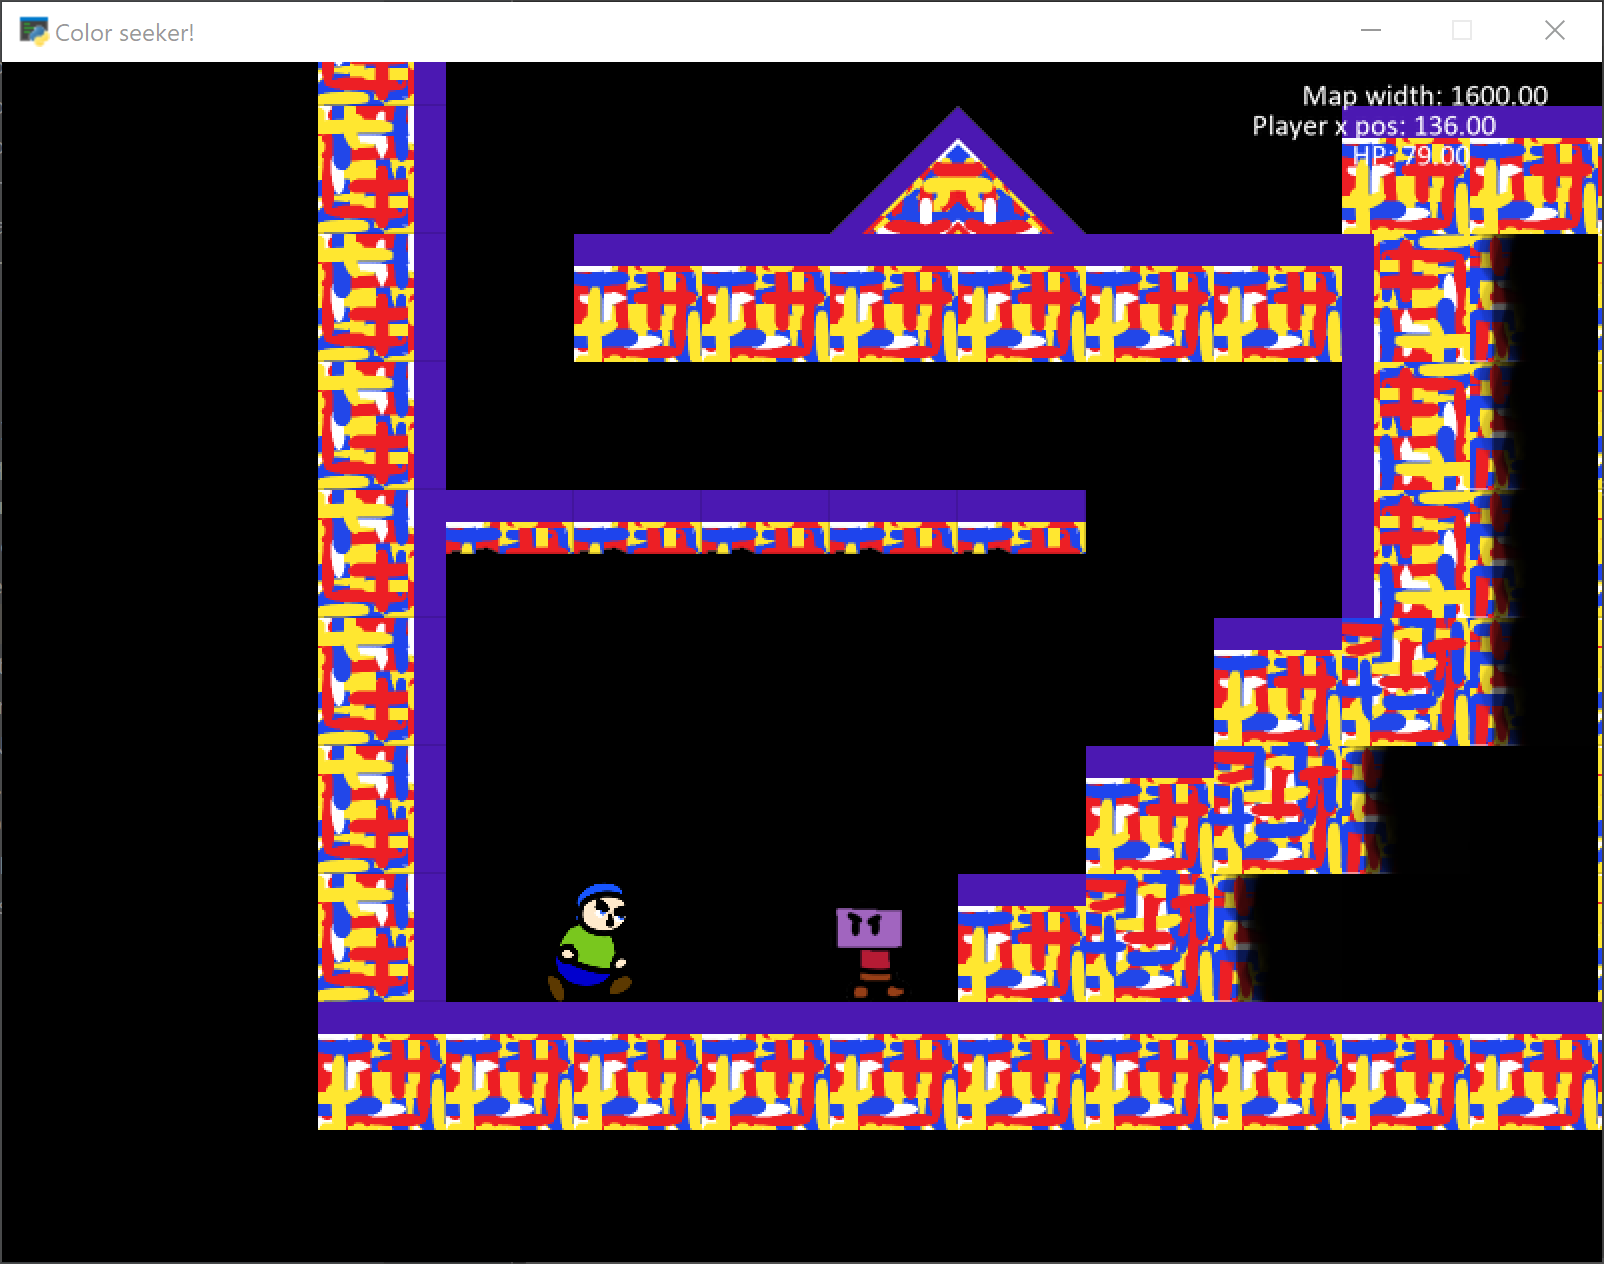 Color seeker!
Map width: 1600.00
Player x pos: 136.00
HP: 79.00